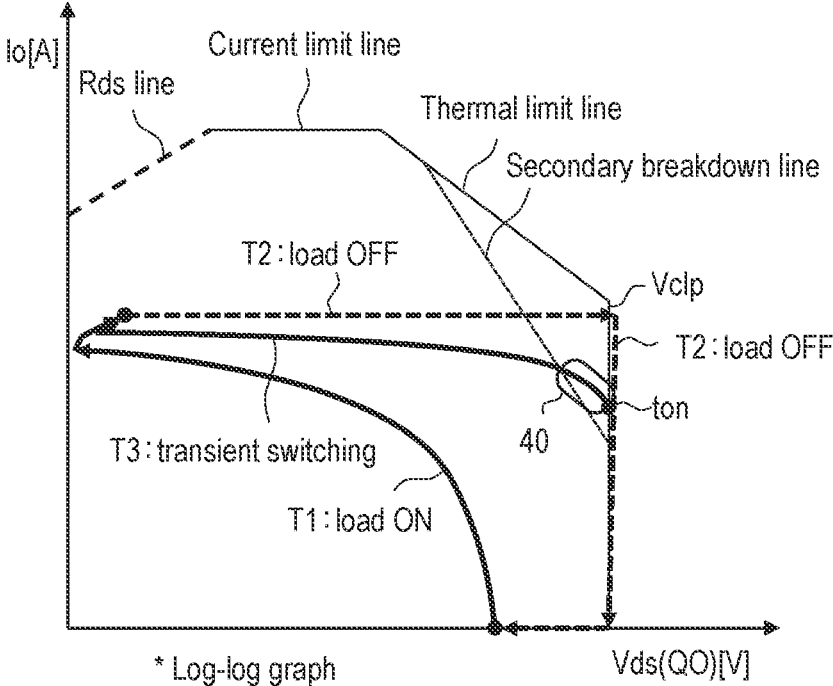 Io[A]
Current limit line
Rds line
Thermal limit line
Secondary breakdown line
T2:load OFF
Vclp
T2:load OFF
ton
40
T3:transient switching
T1:load ON
* Log-log graph
Vds(QO)[V]